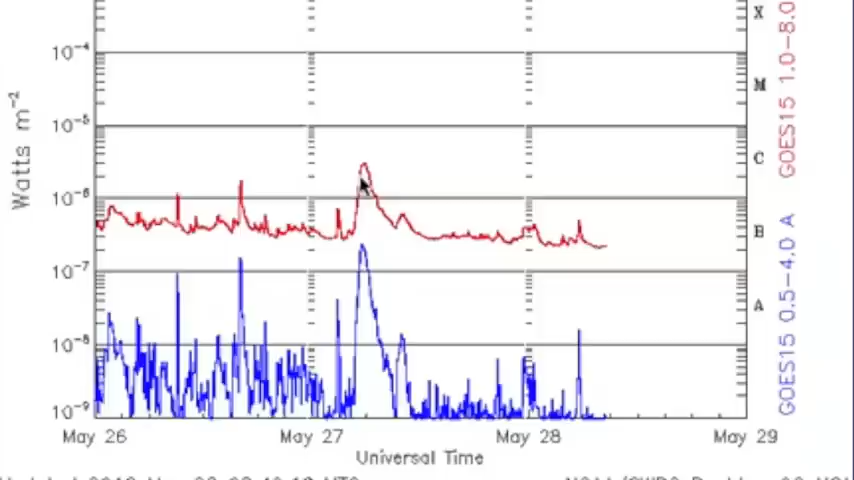 X
10⁻⁴
M
10⁻⁵
C
10⁻⁶
B
10⁻⁷
A
10⁻⁸
10⁻⁹
Watts m⁻²
GOES15 1.0-8.0
GOES15 0.5-4.0 A
May 26 May 27 May 28 May 29
Universal Time